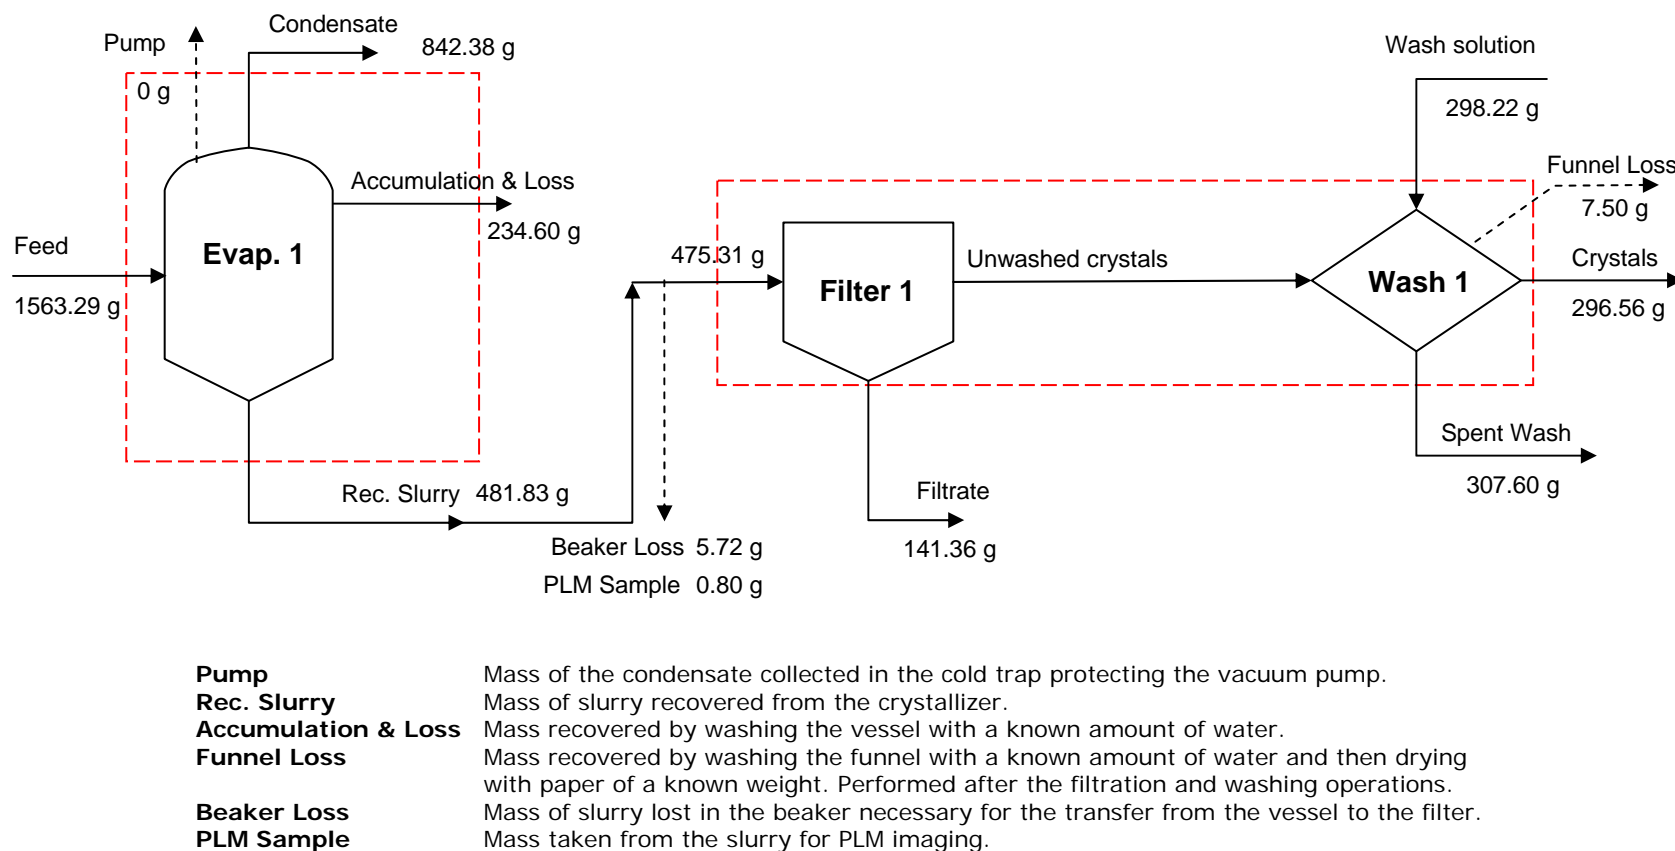 Condensate
Pump
842.38 g
Wash solution
0 g
298.22 g
Funnel Loss
Accumulation & Loss
7.50 g
234.60 g
Feed
Evap. 1
475.31 g
Unwashed crystals
Crystals
Filter 1
Wash 1
1563.29 g
296.56 g
Spent Wash
Rec. Slurry 481.83 g
Filtrate
307.60 g
Beaker Loss 5.72 g
141.36 g
PLM Sample 0.80 g
Pump Mass of the condensate collected in the cold trap protecting the vacuum pump.
Rec. Slurry Mass of slurry recovered from the crystallizer.
Accumulation & Loss Mass recovered by washing the vessel with a known amount of water.
Funnel Loss Mass recovered by washing the funnel with a known amount of water and then drying
with paper of a known weight. Performed after the filtration and washing operations.
Beaker Loss Mass of slurry lost in the beaker necessary for the transfer from the vessel to the filter.
PLM Sample Mass taken from the slurry for PLM imaging.